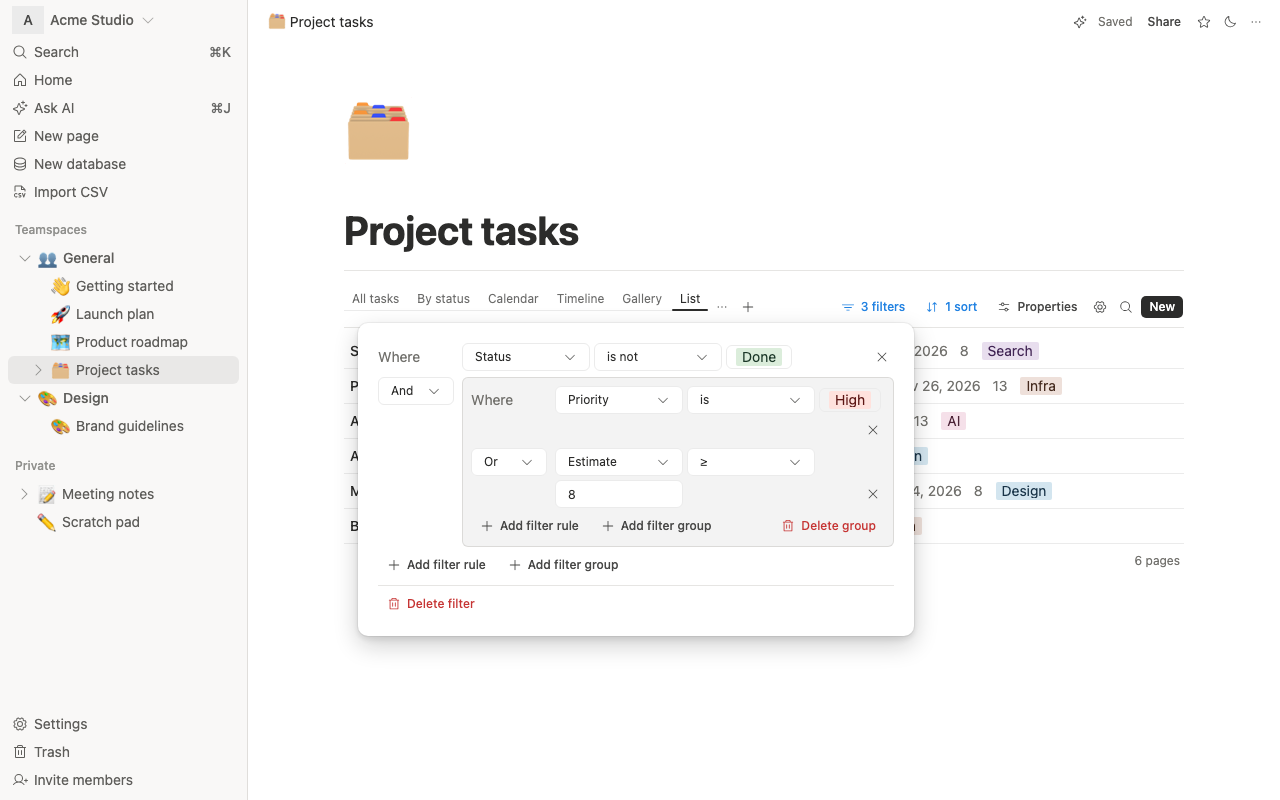 A Acme Studio
Search ⌘K
Home
Ask AI ⌘J
New page
New database
Import CSV
Teamspaces
General
Getting started
Launch plan
Product roadmap
Project tasks
Design
Brand guidelines
Private
Meeting notes
Scratch pad
Settings
Trash
Invite members
Project tasks
Saved Share
Project tasks
All tasks By status Calendar Timeline Gallery List ... 3 filters 1 sort Properties New
Where Status is not Done
And Where Priority is High
Or Estimate ≥
8
Add filter rule Add filter group Delete group
Add filter rule Add filter group
Delete filter
2026 8 Search
26, 2026 13 Infra
13 AI
4, 2026 8 Design
6 pages